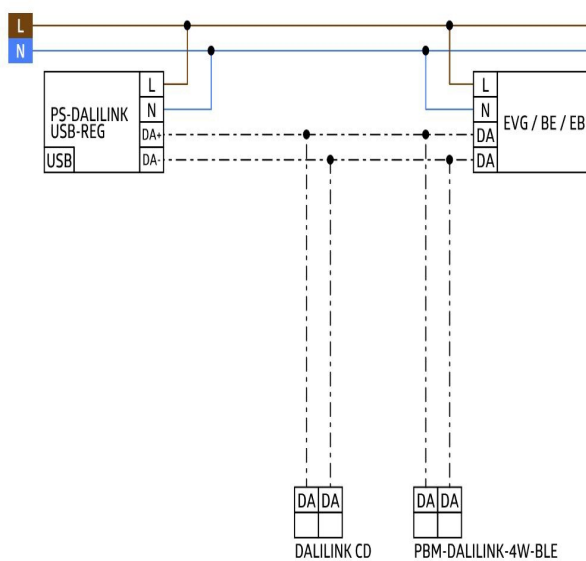 L
N
PS-DALILINK
USB-REG
USB
L
N
DA+
DA-
L
N
DA
DA
EVG / BE / EB
DA DA
DALILINK CD
DA DA
PBM-DALILINK-4W-BLE